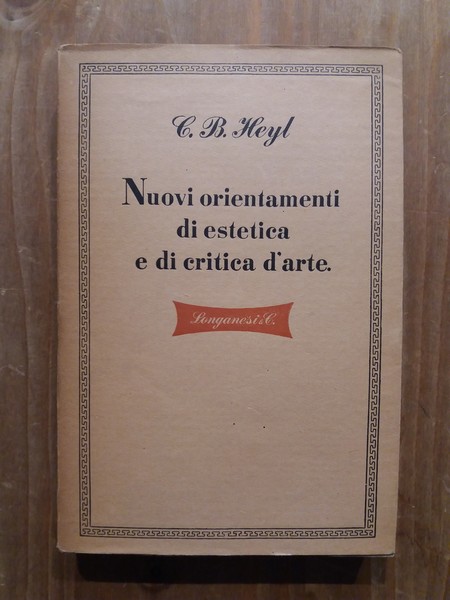 C. B. Heyl
Nuovi orientamenti
di estetica
e di critica d'arte.
Longanesi & C.